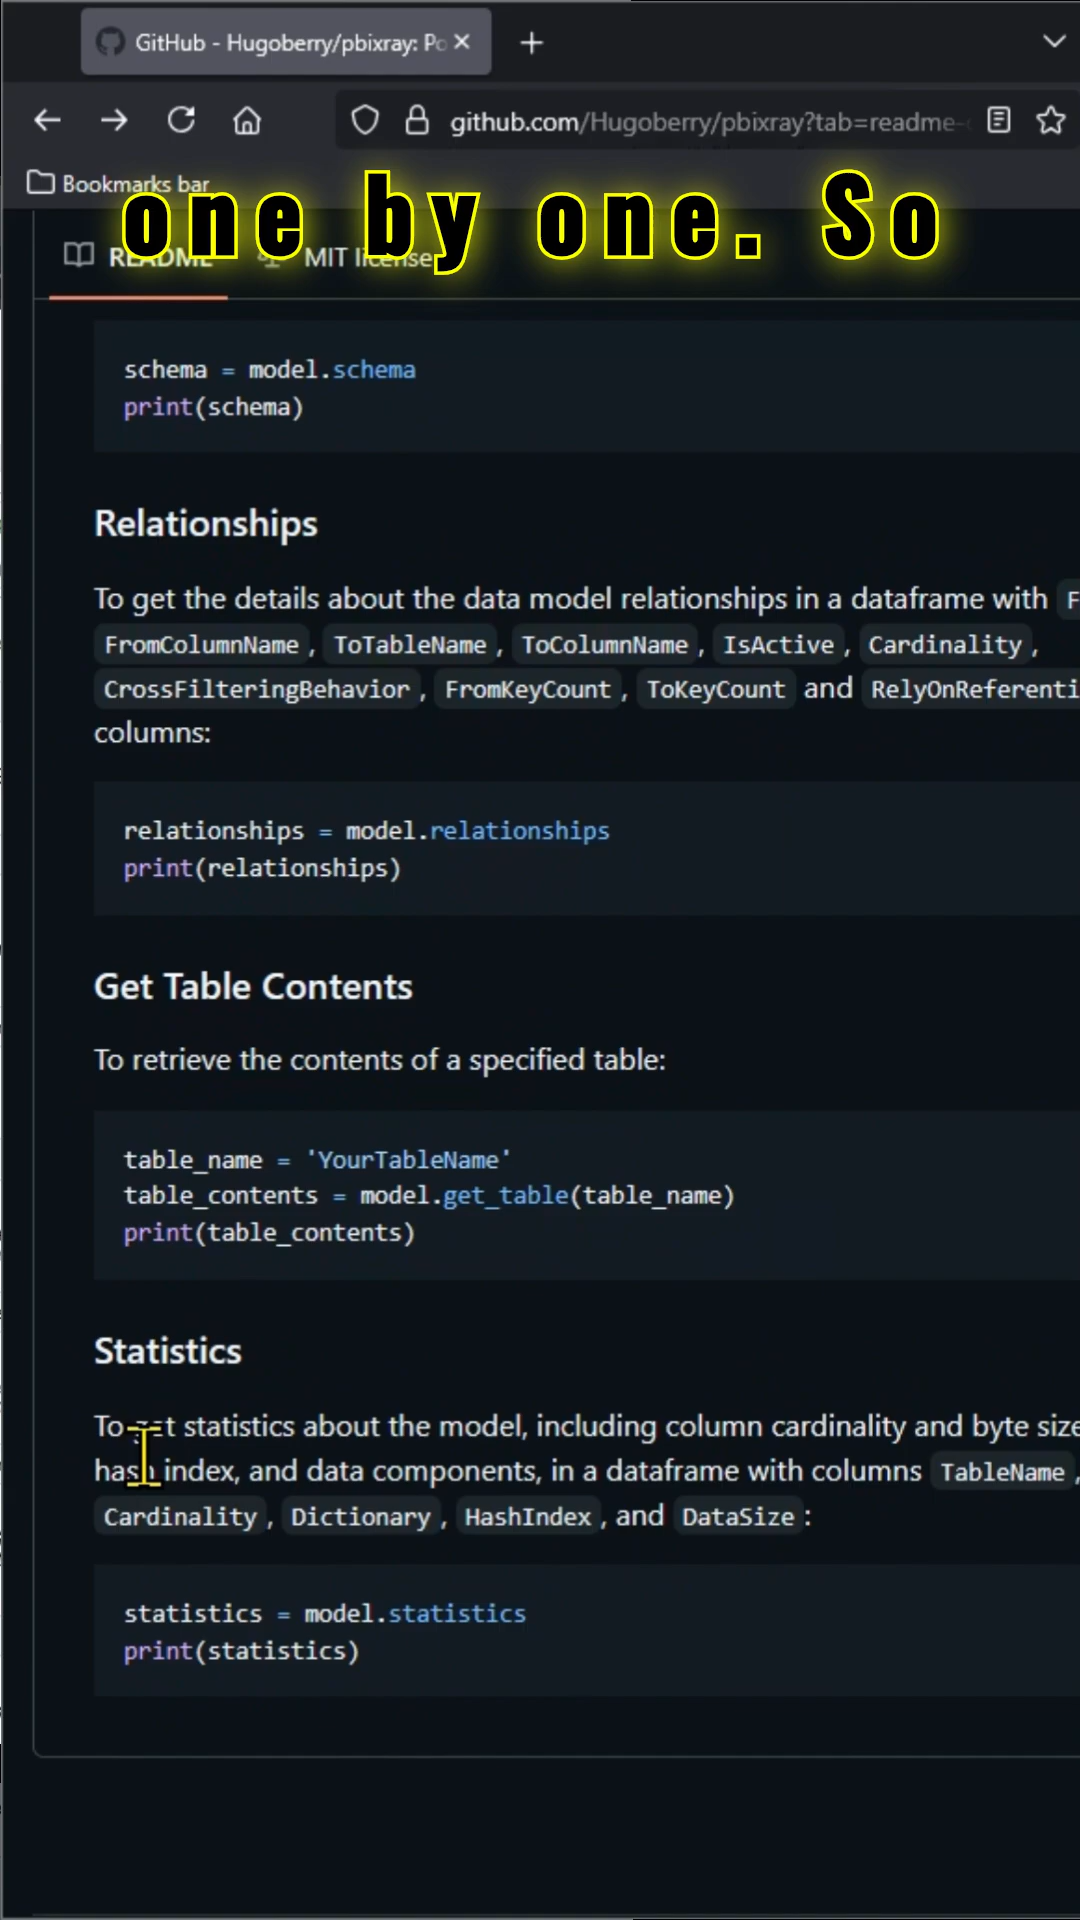 GitHub - Hugoberry/pbixray: Po
github.com/Hugoberry/pbixray?tab=readme-
Bookmarks bar
one by one. So
README MIT license
schema = model.schema
print(schema)
Relationships
To get the details about the data model relationships in a dataframe with F
FromColumnName, ToTableName, ToColumnName, IsActive, Cardinality,
CrossFilteringBehavior, FromKeyCount, ToKeyCount and RelyOnReferenti
columns:
relationships = model.relationships
print(relationships)
Get Table Contents
To retrieve the contents of a specified table:
table_name = 'YourTableName'
table_contents = model.get_table(table_name)
print(table_contents)
Statistics
To get statistics about the model, including column cardinality and byte size
hash index, and data components, in a dataframe with columns TableName,
Cardinality, Dictionary, HashIndex, and DataSize:
statistics = model.statistics
print(statistics)